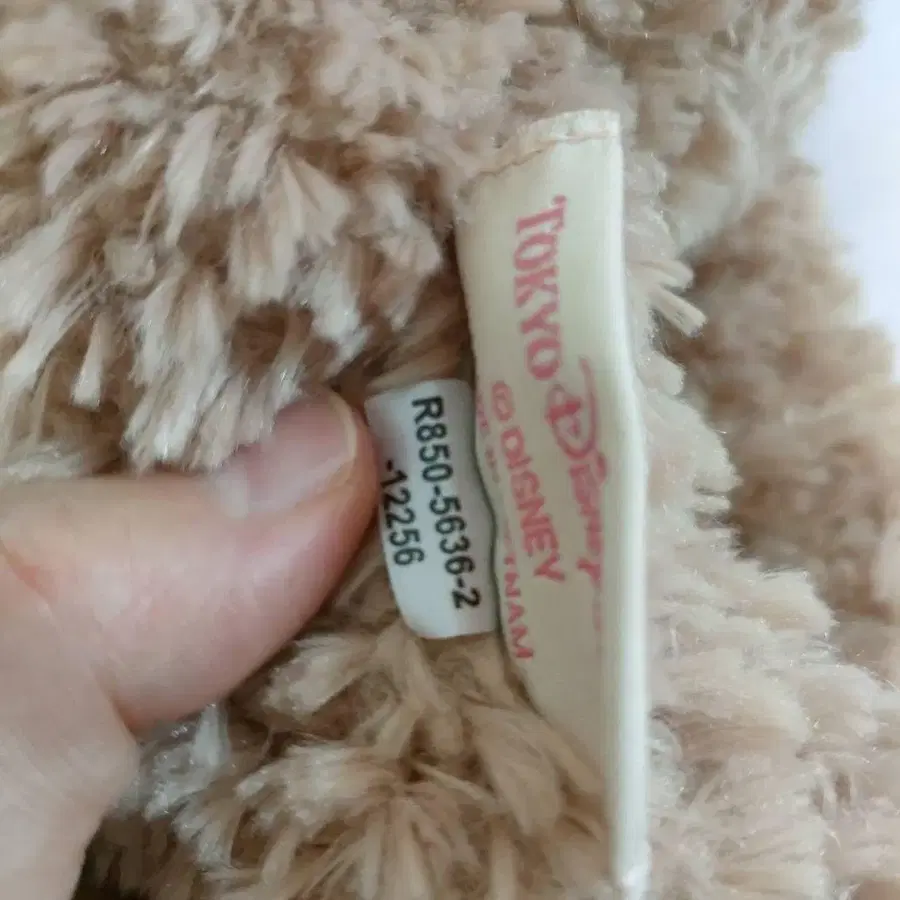 TOKYO Disney
© DISNEY
R850-5636-2
-12256